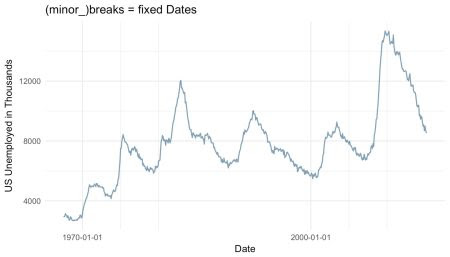 (minor_)breaks = fixed Dates
US Unemployed in Thousands
12000
8000
4000
1970-01-01
2000-01-01
Date